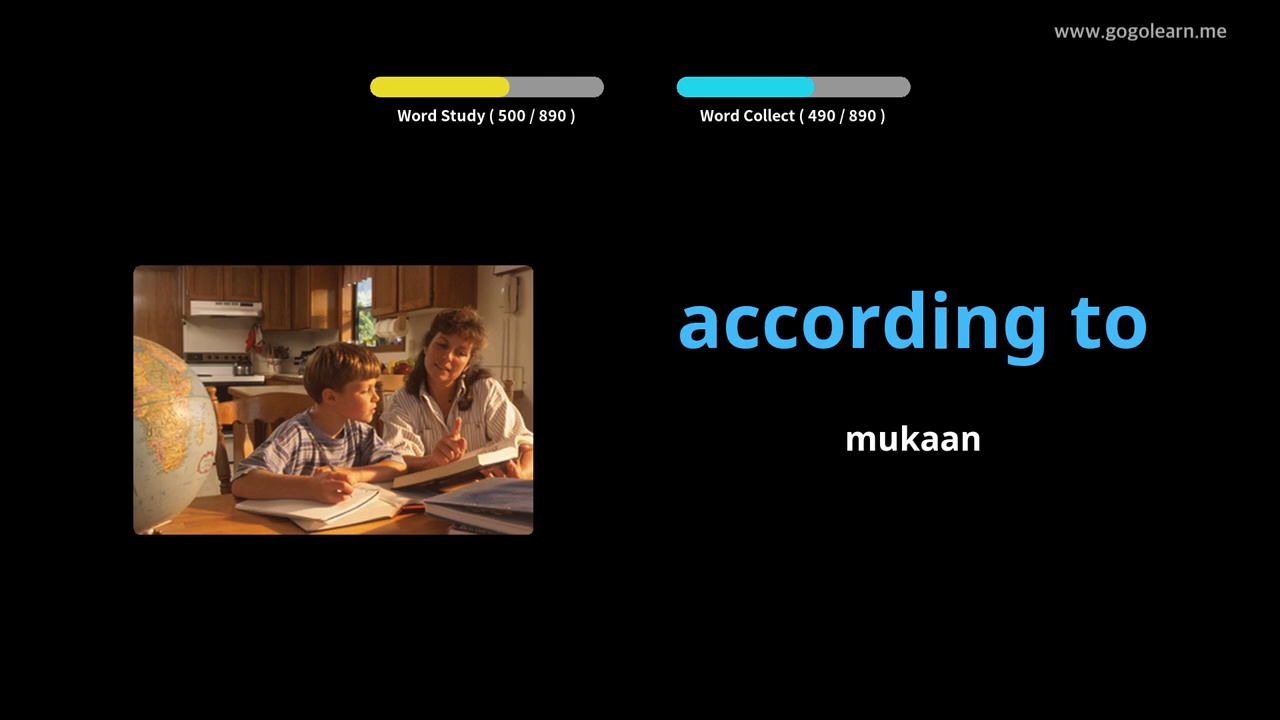 www.gogolearn.me
Word Study ( 500 / 890 )
Word Collect ( 490 / 890 )
according to
mukaan